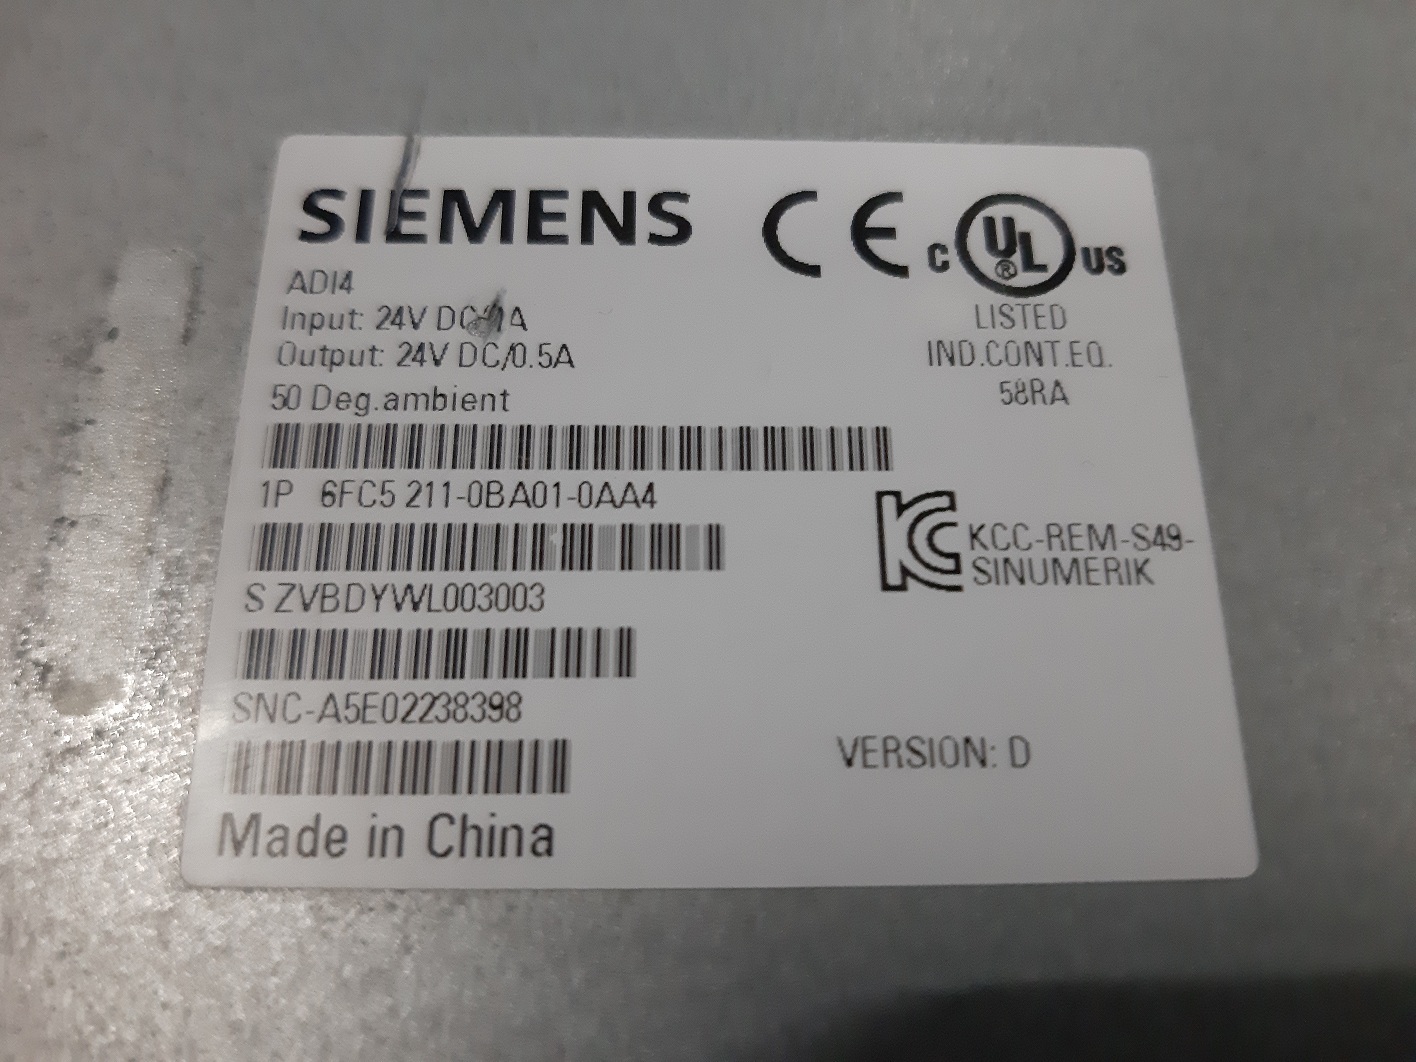 SIEMENS
CE
C UL® US
ADI4
LISTED
Input: 24V DC/1A
IND.CONT.EQ.
Output: 24V DC/0.5A
58RA
50 Deg.ambient
1P 6FC5 211-0BA01-0AA4
KC KCC-REM-S49-
SINUMERIK
S ZVBDYWL003003
SNC-A5E02238398
VERSION: D
Made in China